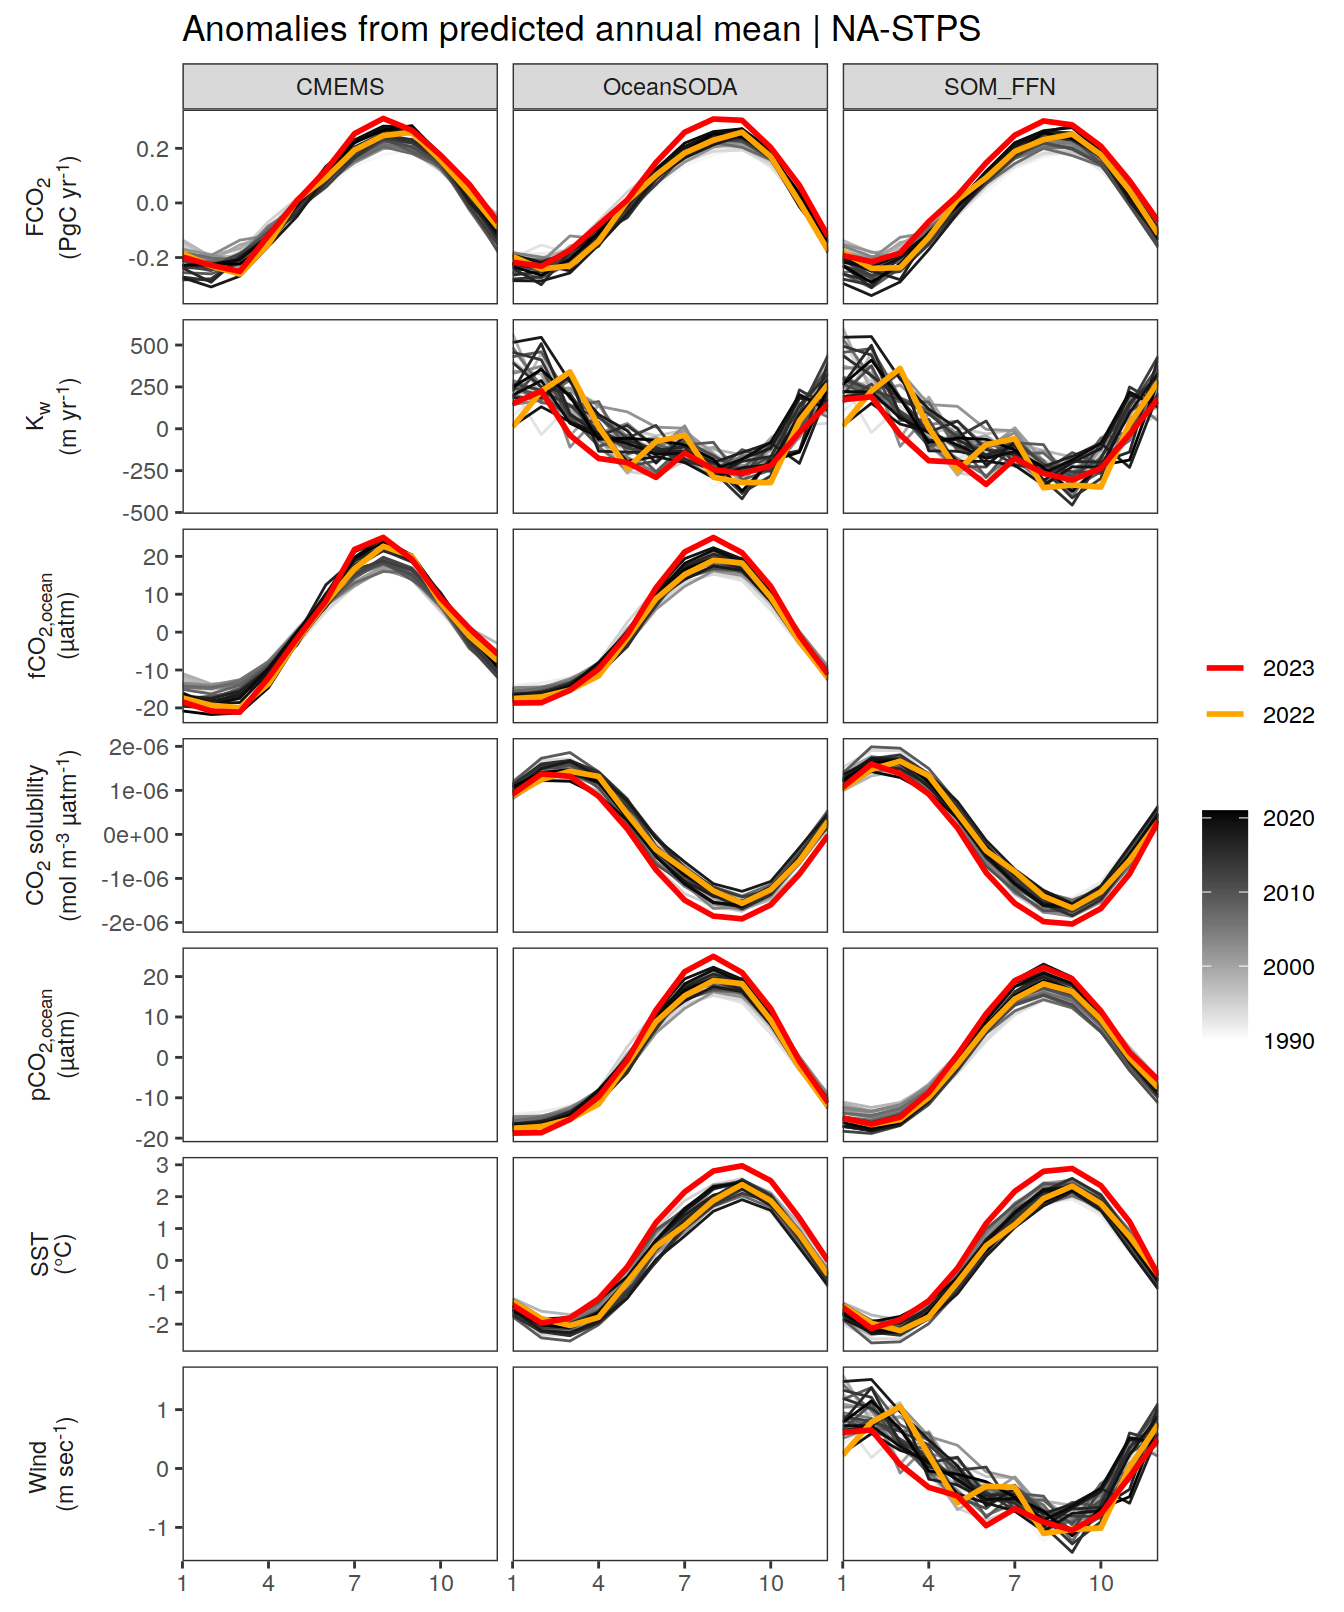 Anomalies from predicted annual mean | NA-STPS
CMEMS OceanSODA SOM_FFN
FCO2
(PgC yr-1)
0.2
0.0
-0.2
Kw
(m yr-1)
500
250
0
-250
-500
fCO2,ocean
(µatm)
20
10
0
-10
-20
CO2 solubility
(mol m-3 µatm-1)
2e-06
1e-06
0e+00
-1e-06
-2e-06
pCO2,ocean
(µatm)
20
10
0
-10
-20
SST
(°C)
3
2
1
0
-1
-2
Wind
(m sec-1)
1
0
-1
1 4 7 10 1 4 7 10 1 4 7 10
2023
2022
2020
2010
2000
1990